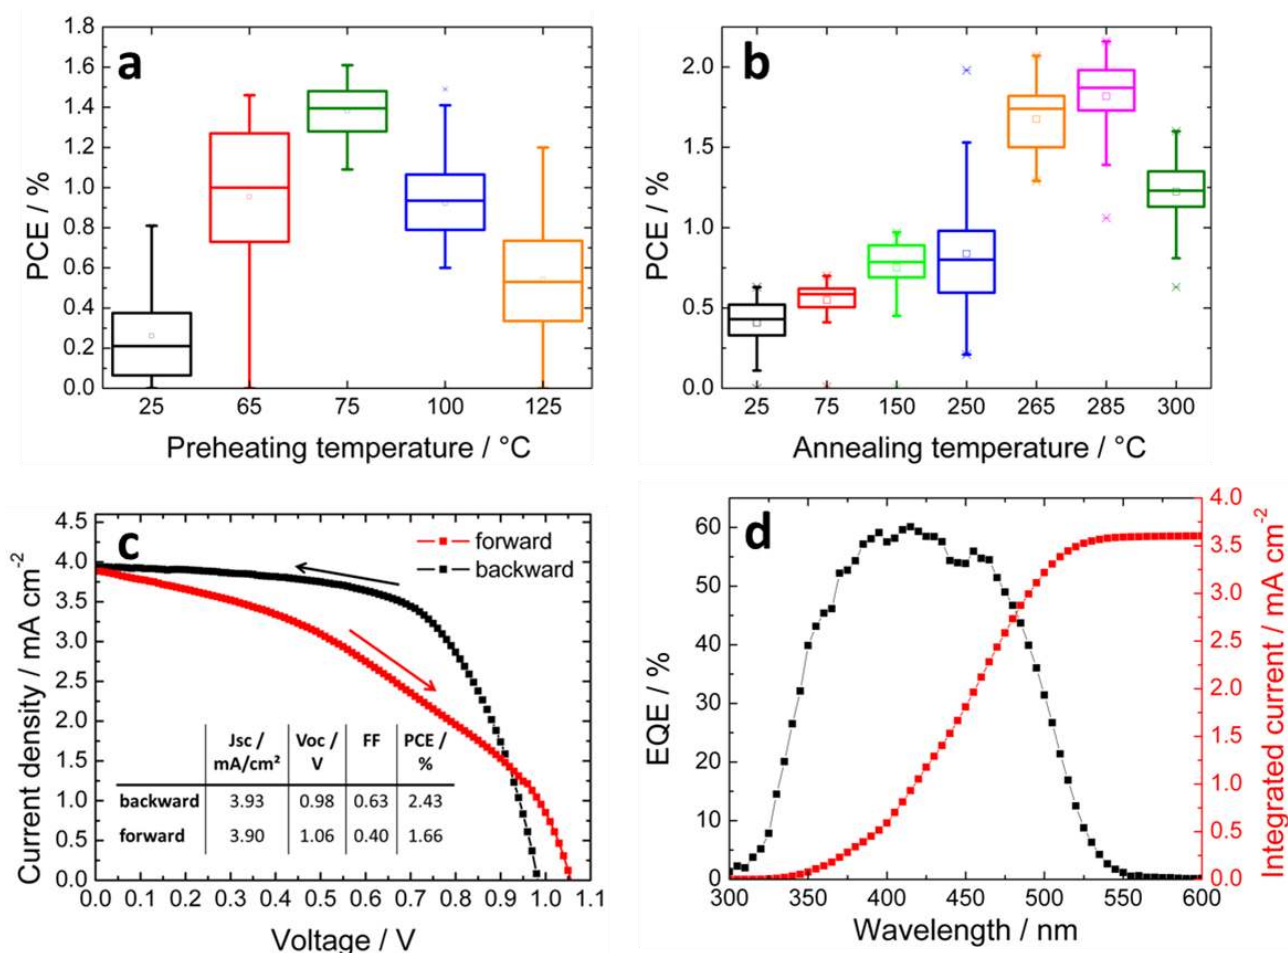 a
1.8
1.6
1.4
1.2
1.0
0.8
0.6
0.4
0.2
0.0
PCE / %
25 65 75 100 125
Preheating temperature / °C
b
2.0
1.5
1.0
0.5
0.0
PCE / %
25 75 150 250 265 285 300
Annealing temperature / °C
c
4.5
4.0
3.5
3.0
2.5
2.0
1.5
1.0
0.5
0.0
Current density / mA cm-2
forward
backward
Jsc / Voc / FF PCE /
mA/cm² V %
backward 3.93 0.98 0.63 2.43
forward 3.90 1.06 0.40 1.66
0.0 0.1 0.2 0.3 0.4 0.5 0.6 0.7 0.8 0.9 1.0 1.1
Voltage / V
d
60
50
40
30
20
10
0
EQE / %
4.0
3.5
3.0
2.5
2.0
1.5
1.0
0.5
0.0
Integrated current / mA cm-2
300 350 400 450 500 550 600
Wavelength / nm